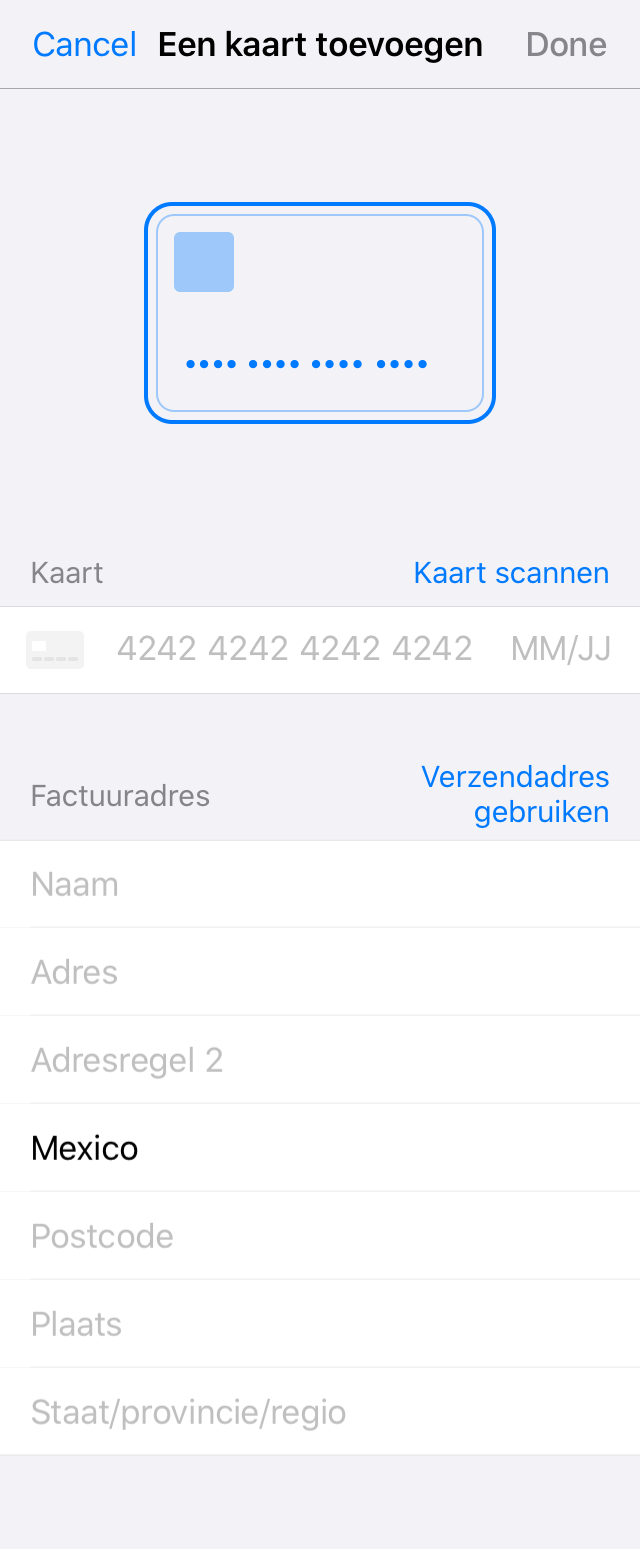 Cancel Een kaart toevoegen Done
Kaart Kaart scannen
4242 4242 4242 4242 MM/JJ
Factuuradres Verzendadres
gebruiken
Naam
Adres
Adresregel 2
Mexico
Postcode
Plaats
Staat/provincie/regio